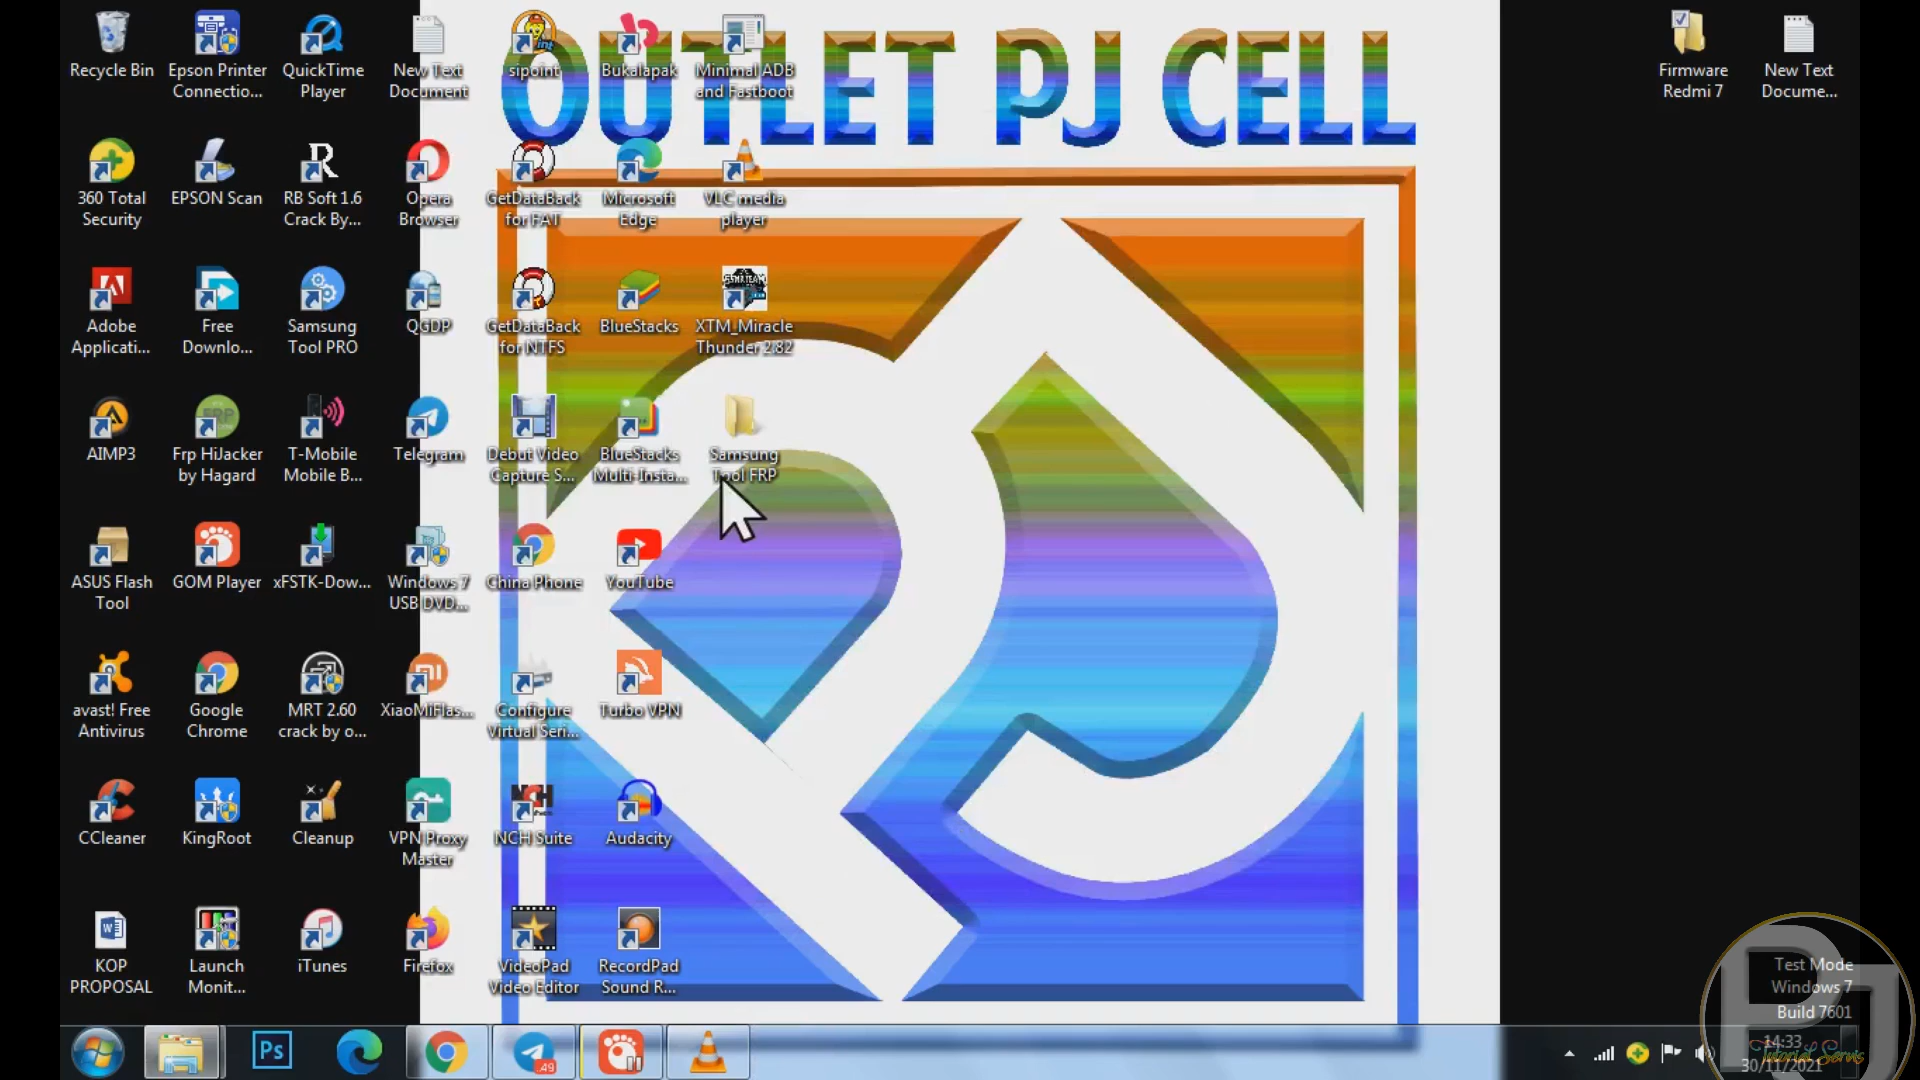 OUTLET PJ CELL
Recycle Bin
Epson Printer
Connectio...
QuickTime
Player
New Text
Document
sipoint
Bukalapak
Minimal ADB
and Fastboot
Firmware
Redmi 7
New Text
Docume...
360 Total
Security
EPSON Scan
RB Soft 1.6
Crack By...
Opera
Browser
GetDataBack
for FAT
Microsoft
Edge
VLC media
player
Adobe
Applicati...
Free
Downlo...
Samsung
Tool PRO
QGDP
GetDataBack
for NTFS
BlueStacks
XTM_Miracle
Thunder 2.82
AIMP3
Frp HiJacker
by Hagard
T-Mobile
Mobile B...
Telegram
Debut Video
Capture S...
BlueStacks
Multi-Insta...
Samsung
Tool FRP
ASUS Flash
Tool
GOM Player
xFSTK-Dow...
Windows 7
USB DVD...
China Phone
YouTube
avast! Free
Antivirus
Google
Chrome
MRT 2.60
crack by o...
XiaoMiFlas...
Configure
Virtual Seri...
Turbo VPN
CCleaner
KingRoot
Cleanup
VPN Proxy
Master
NCH Suite
Audacity
KOP
PROPOSAL
Launch
Monit...
iTunes
Firefox
VideoPad
Video Editor
RecordPad
Sound R...
Test Mode
Windows 7
Build 7601
Ps
.49
14:33
30/11/2021
Tutorial Servis